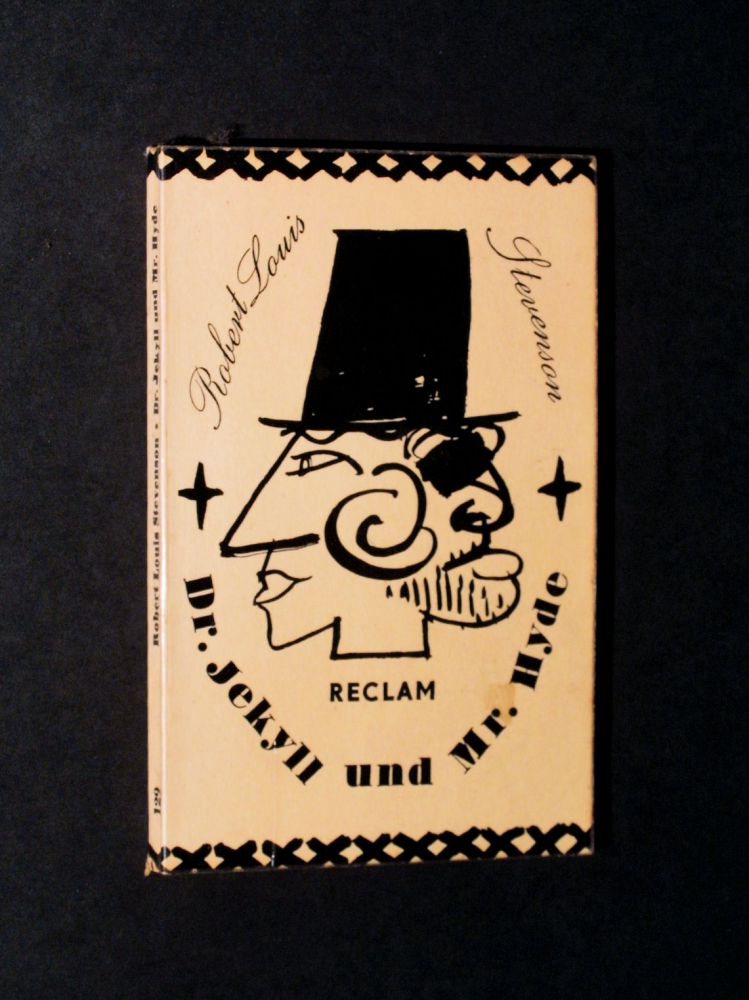 Robert Louis Stevenson
Dr. Jekyll und Mr. Hyde
RECLAM
Robert Louis Stevenson • Dr. Jekyll und Mr. Hyde
129